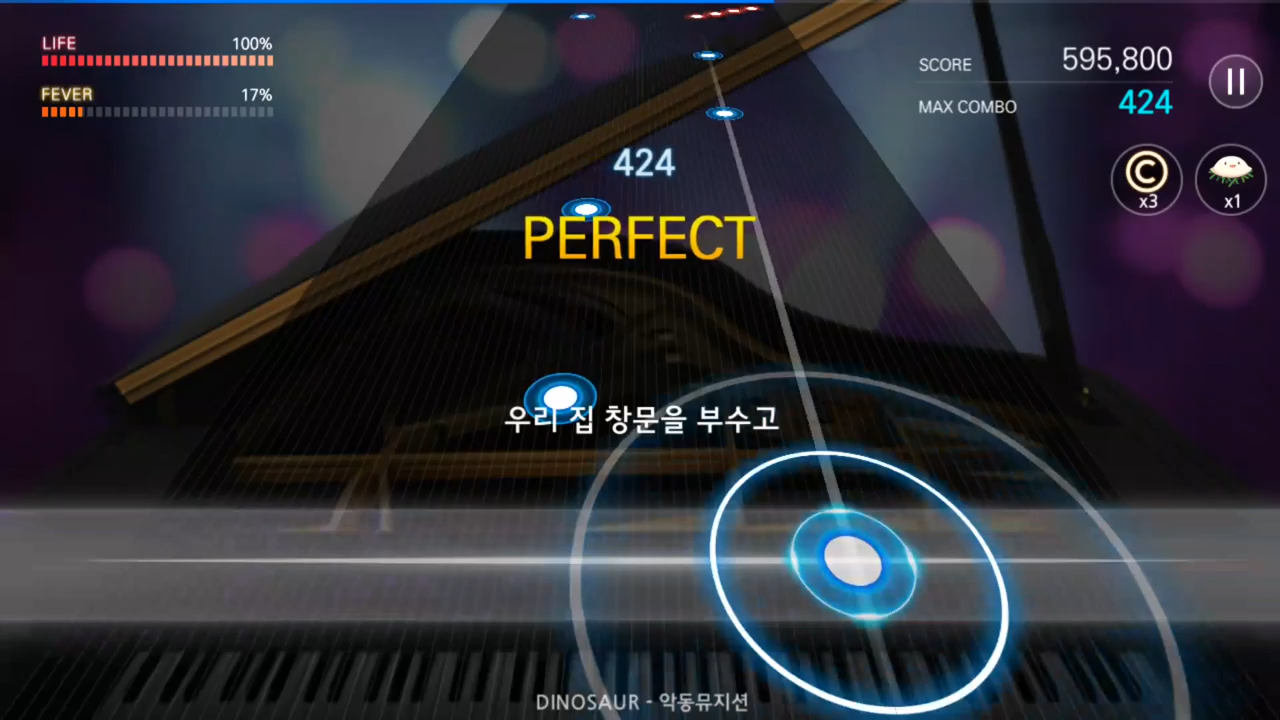 LIFE 100%
FEVER 17%
SCORE 595,800
MAX COMBO 424
C
x3
x1
424
PERFECT
우리 집 창문을 부수고
DINOSAUR - 악동뮤지션